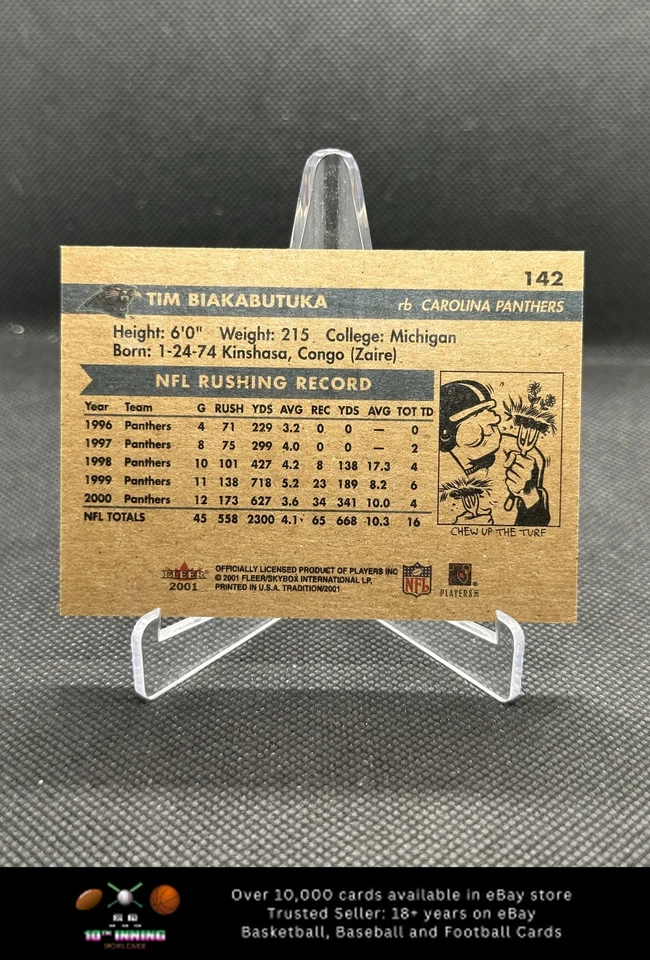 142
TIM BIAKABUTUKA rb CAROLINA PANTHERS
Height: 6'0" Weight: 215 College: Michigan
Born: 1-24-74 Kinshasa, Congo (Zaire)
NFL RUSHING RECORD
Year Team G RUSH YDS AVG REC YDS AVG TOT TD
1996 Panthers 4 71 229 3.2 0 0 — 0
1997 Panthers 8 75 299 4.0 0 0 — 2
1998 Panthers 10 101 427 4.2 8 138 17.3 4
1999 Panthers 11 138 718 5.2 23 189 8.2 6
2000 Panthers 12 173 627 3.6 34 341 10.0 4
NFL TOTALS 45 558 2300 4.1 65 668 10.3 16
CHEW UP THE TURF
FLEER
2001
OFFICIALLY LICENSED PRODUCT OF PLAYERS INC
© 2001 FLEER/SKYBOX INTERNATIONAL LP.
PRINTED IN U.S.A. TRADITION/2001
NFL
PLAYERS
10TH INNING
SPORTS CARDS
Over 10,000 cards available in eBay store
Trusted Seller: 18+ years on eBay
Basketball, Baseball and Football Cards